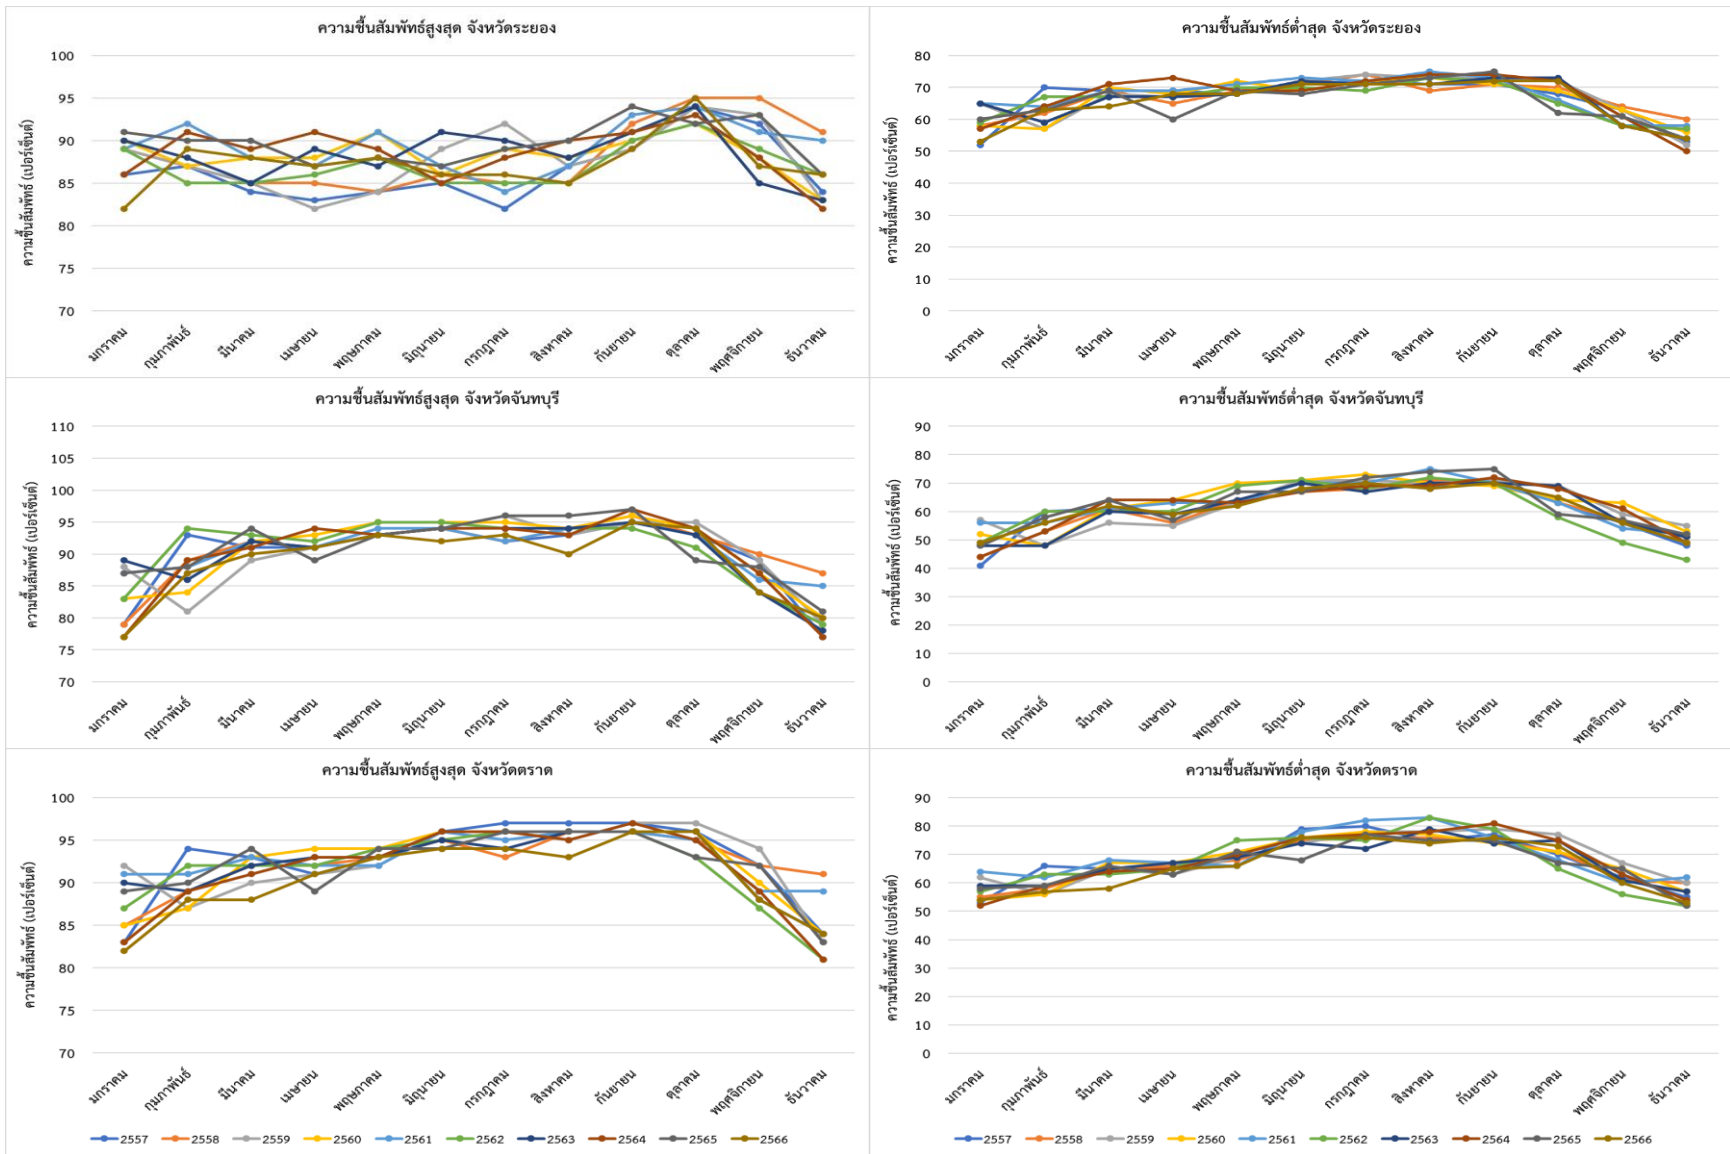 ความชื้นสัมพัทธ์สูงสุด จังหวัดระยอง
ความชื้นสัมพัทธ์ (เปอร์เซ็นต์)
100
95
90
85
80
75
70
มกราคม กุมภาพันธ์ มีนาคม เมษายน พฤษภาคม มิถุนายน กรกฎาคม สิงหาคม กันยายน ตุลาคม พฤศจิกายน ธันวาคม
ความชื้นสัมพัทธ์ต่ำสุด จังหวัดระยอง
ความชื้นสัมพัทธ์ (เปอร์เซ็นต์)
80
70
60
50
40
30
20
10
0
มกราคม กุมภาพันธ์ มีนาคม เมษายน พฤษภาคม มิถุนายน กรกฎาคม สิงหาคม กันยายน ตุลาคม พฤศจิกายน ธันวาคม
ความชื้นสัมพัทธ์สูงสุด จังหวัดจันทบุรี
ความชื้นสัมพัทธ์ (เปอร์เซ็นต์)
110
105
100
95
90
85
80
75
70
มกราคม กุมภาพันธ์ มีนาคม เมษายน พฤษภาคม มิถุนายน กรกฎาคม สิงหาคม กันยายน ตุลาคม พฤศจิกายน ธันวาคม
ความชื้นสัมพัทธ์ต่ำสุด จังหวัดจันทบุรี
ความชื้นสัมพัทธ์ (เปอร์เซ็นต์)
90
80
70
60
50
40
30
20
10
0
มกราคม กุมภาพันธ์ มีนาคม เมษายน พฤษภาคม มิถุนายน กรกฎาคม สิงหาคม กันยายน ตุลาคม พฤศจิกายน ธันวาคม
ความชื้นสัมพัทธ์สูงสุด จังหวัดตราด
ความชื้นสัมพัทธ์ (เปอร์เซ็นต์)
100
95
90
85
80
75
70
มกราคม กุมภาพันธ์ มีนาคม เมษายน พฤษภาคม มิถุนายน กรกฎาคม สิงหาคม กันยายน ตุลาคม พฤศจิกายน ธันวาคม
2557 2558 2559 2560 2561 2562 2563 2564 2565 2566
ความชื้นสัมพัทธ์ต่ำสุด จังหวัดตราด
ความชื้นสัมพัทธ์ (เปอร์เซ็นต์)
90
80
70
60
50
40
30
20
10
0
มกราคม กุมภาพันธ์ มีนาคม เมษายน พฤษภาคม มิถุนายน กรกฎาคม สิงหาคม กันยายน ตุลาคม พฤศจิกายน ธันวาคม
2557 2558 2559 2560 2561 2562 2563 2564 2565 2566